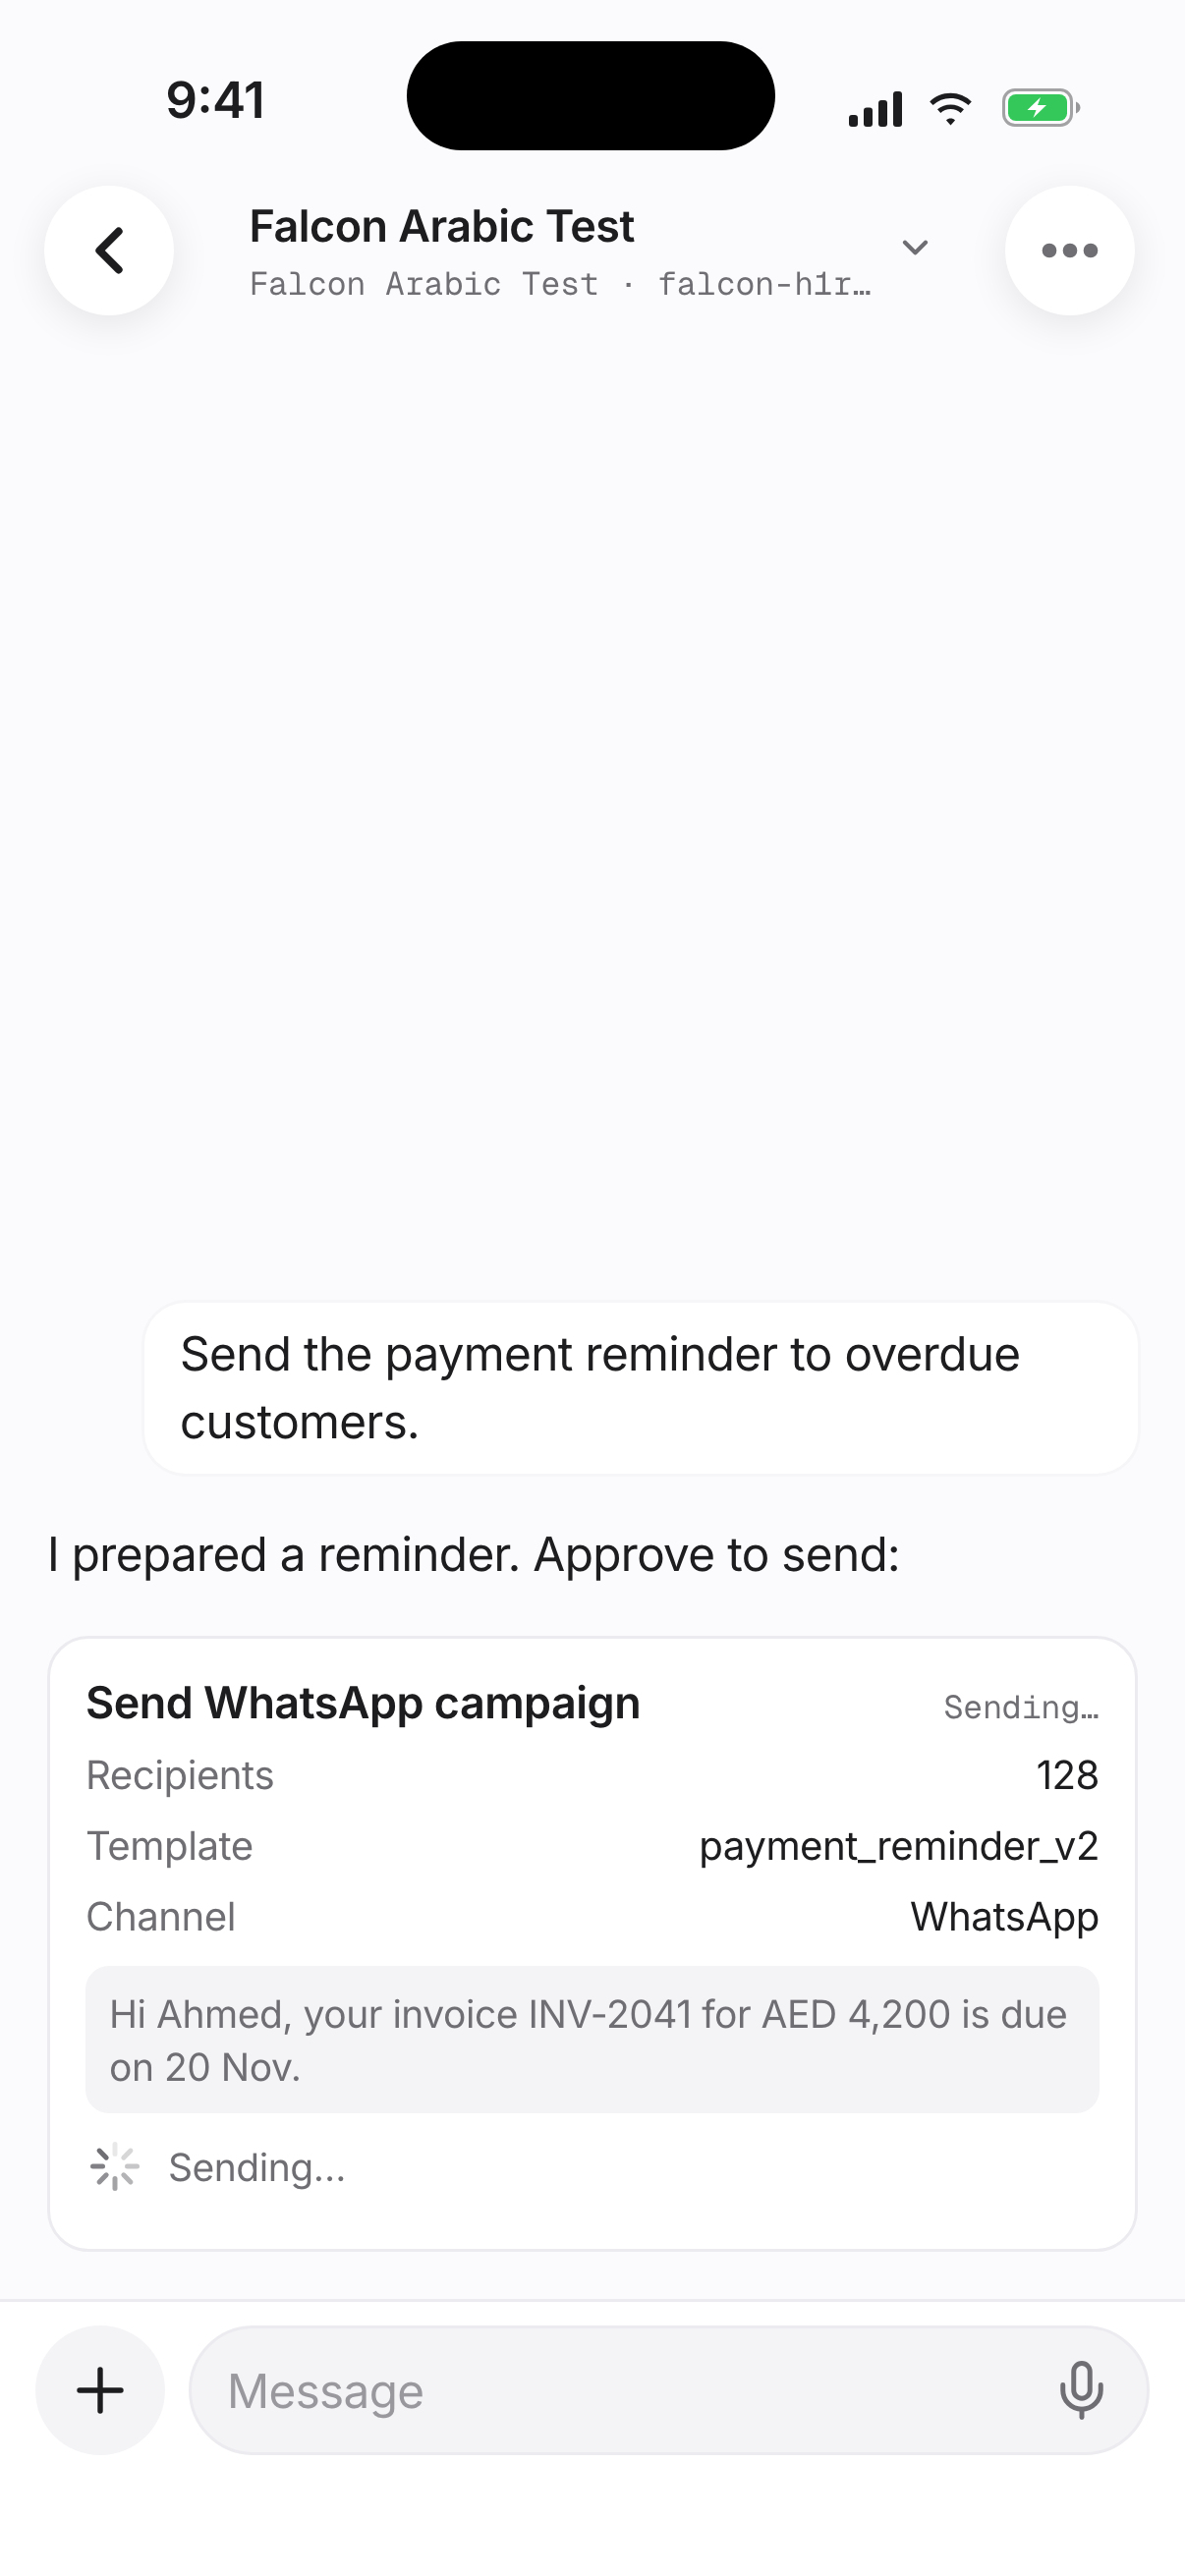 9:41
Falcon Arabic Test
Falcon Arabic Test · falcon-h1r…
Send the payment reminder to overdue
customers.
I prepared a reminder. Approve to send:
Send WhatsApp campaign
Sending…
Recipients
128
Template
payment_reminder_v2
Channel
WhatsApp
Hi Ahmed, your invoice INV-2041 for AED 4,200 is due
on 20 Nov.
Sending...
Message